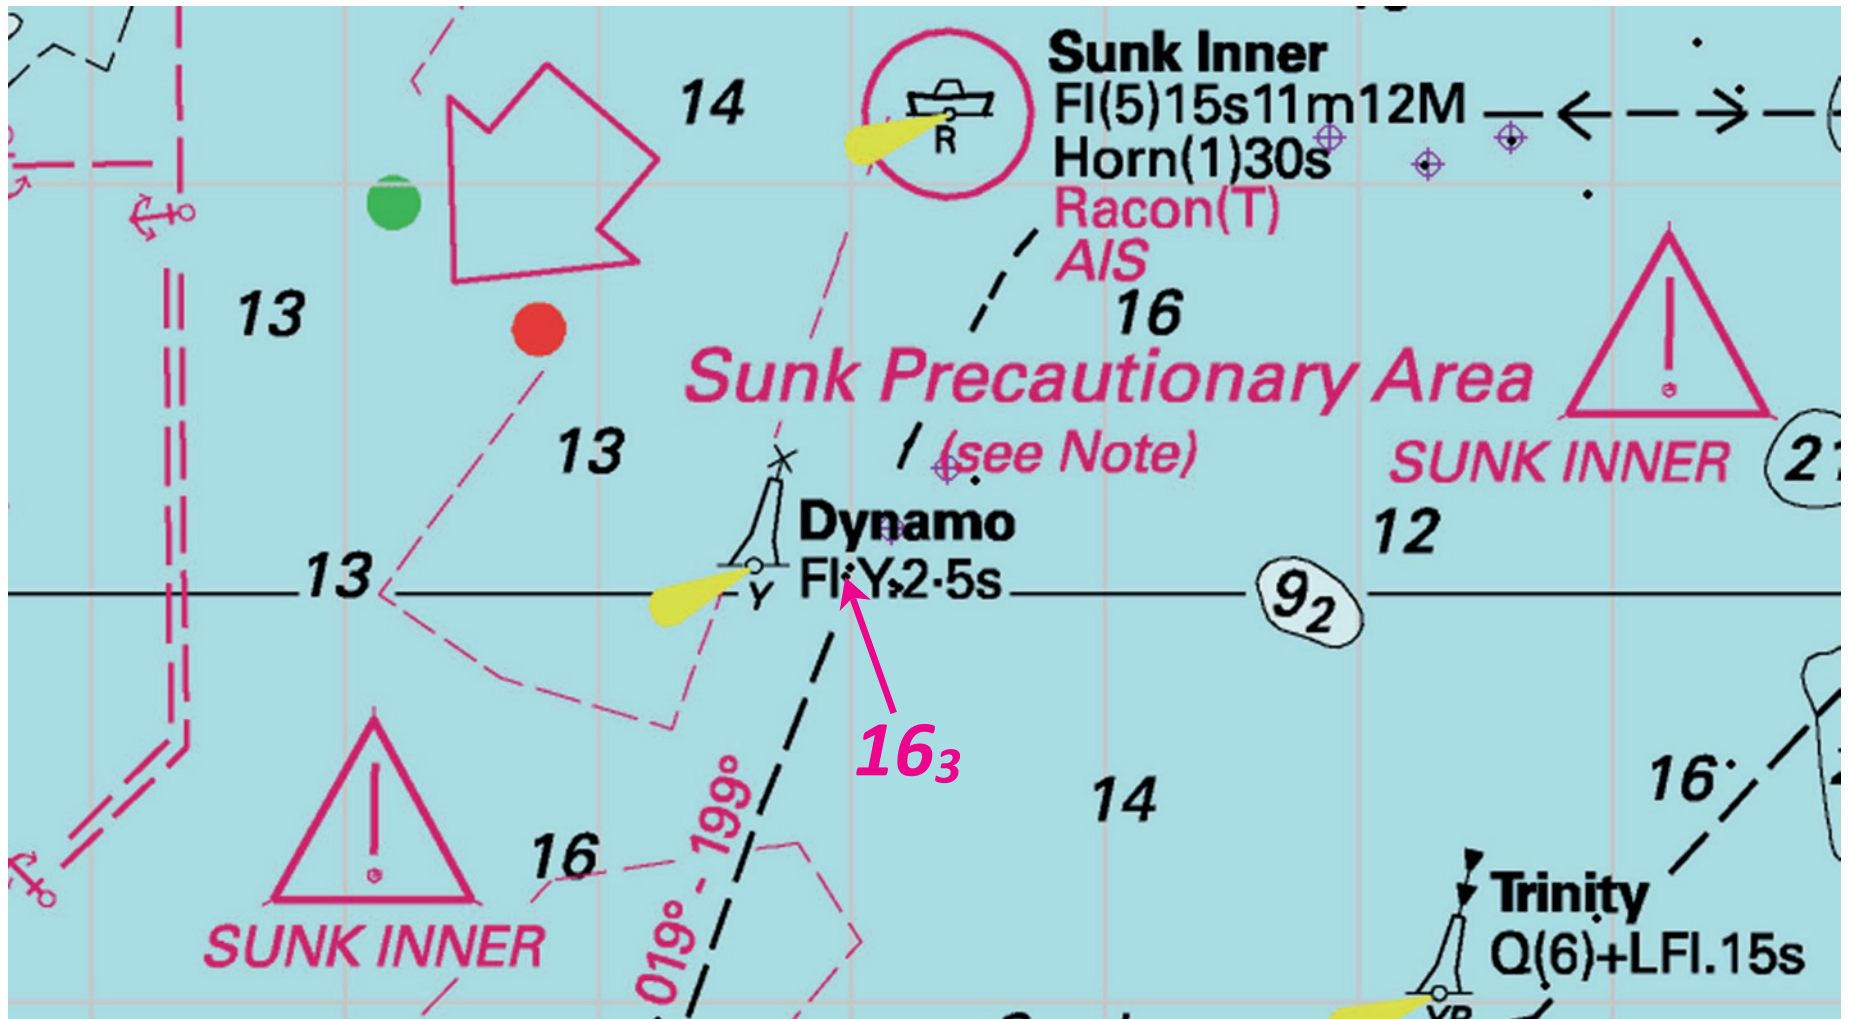 Sunk Inner
Fl(5)15s11m12M
Horn(1)30s
Racon(T)
AIS
R
14
13
16
Sunk Precautionary Area
(see Note)
SUNK INNER
21
13
12
Dynamo
Fl.Y.2·5s
Y
13
9₂
16₃
14
16
16
019° - 199°
SUNK INNER
Trinity
Q(6)+LFl.15s
YB